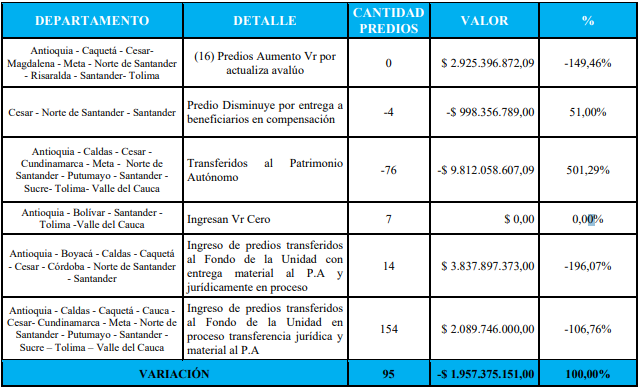 DEPARTAMENTO
DETALLE
CANTIDAD
PREDIOS
VALOR
%
Antioquia - Caquetá - Cesar-
Magdalena - Meta - Norte de Santander
- Risaralda - Santander- Tolima
(16) Predios Aumento Vr por
actualiza avalúo
0
$ 2.925.396.872,09
-149,46%
Cesar - Norte de Santander - Santander
Predio Disminuye por entrega a
beneficiarios en compensación
-4
-$ 998.356.789,00
51,00%
Antioquia - Caldas - Cesar -
Cundinamarca - Meta - Norte de
Santander - Putumayo - Santander -
Sucre- Tolima- Valle del Cauca
Transferidos al Patrimonio
Autónomo
-76
-$ 9.812.058.607,09
501,29%
Antioquia - Bolívar - Santander -
Tolima -Valle del Cauca
Ingresan Vr Cero
7
$ 0,00
0,00%
Antioquia - Boyacá - Caldas - Caquetá
- Cesar - Córdoba - Norte de Santander
- Santander
Ingreso de predios transferidos
al Fondo de la Unidad con
entrega material al P.A y
jurídicamente en proceso
14
$ 3.837.897.373,00
-196,07%
Antioquia - Caldas - Caquetá - Cauca -
Cesar- Cundinamarca - Meta - Norte de
Santander - Putumayo - Santander -
Sucre – Tolima – Valle del Cauca
Ingreso de predios transferidos
al Fondo de la Unidad en
proceso transferencia jurídica y
material al P.A
154
$ 2.089.746.000,00
-106,76%
VARIACIÓN
95
-$ 1.957.375.151,00
100,00%